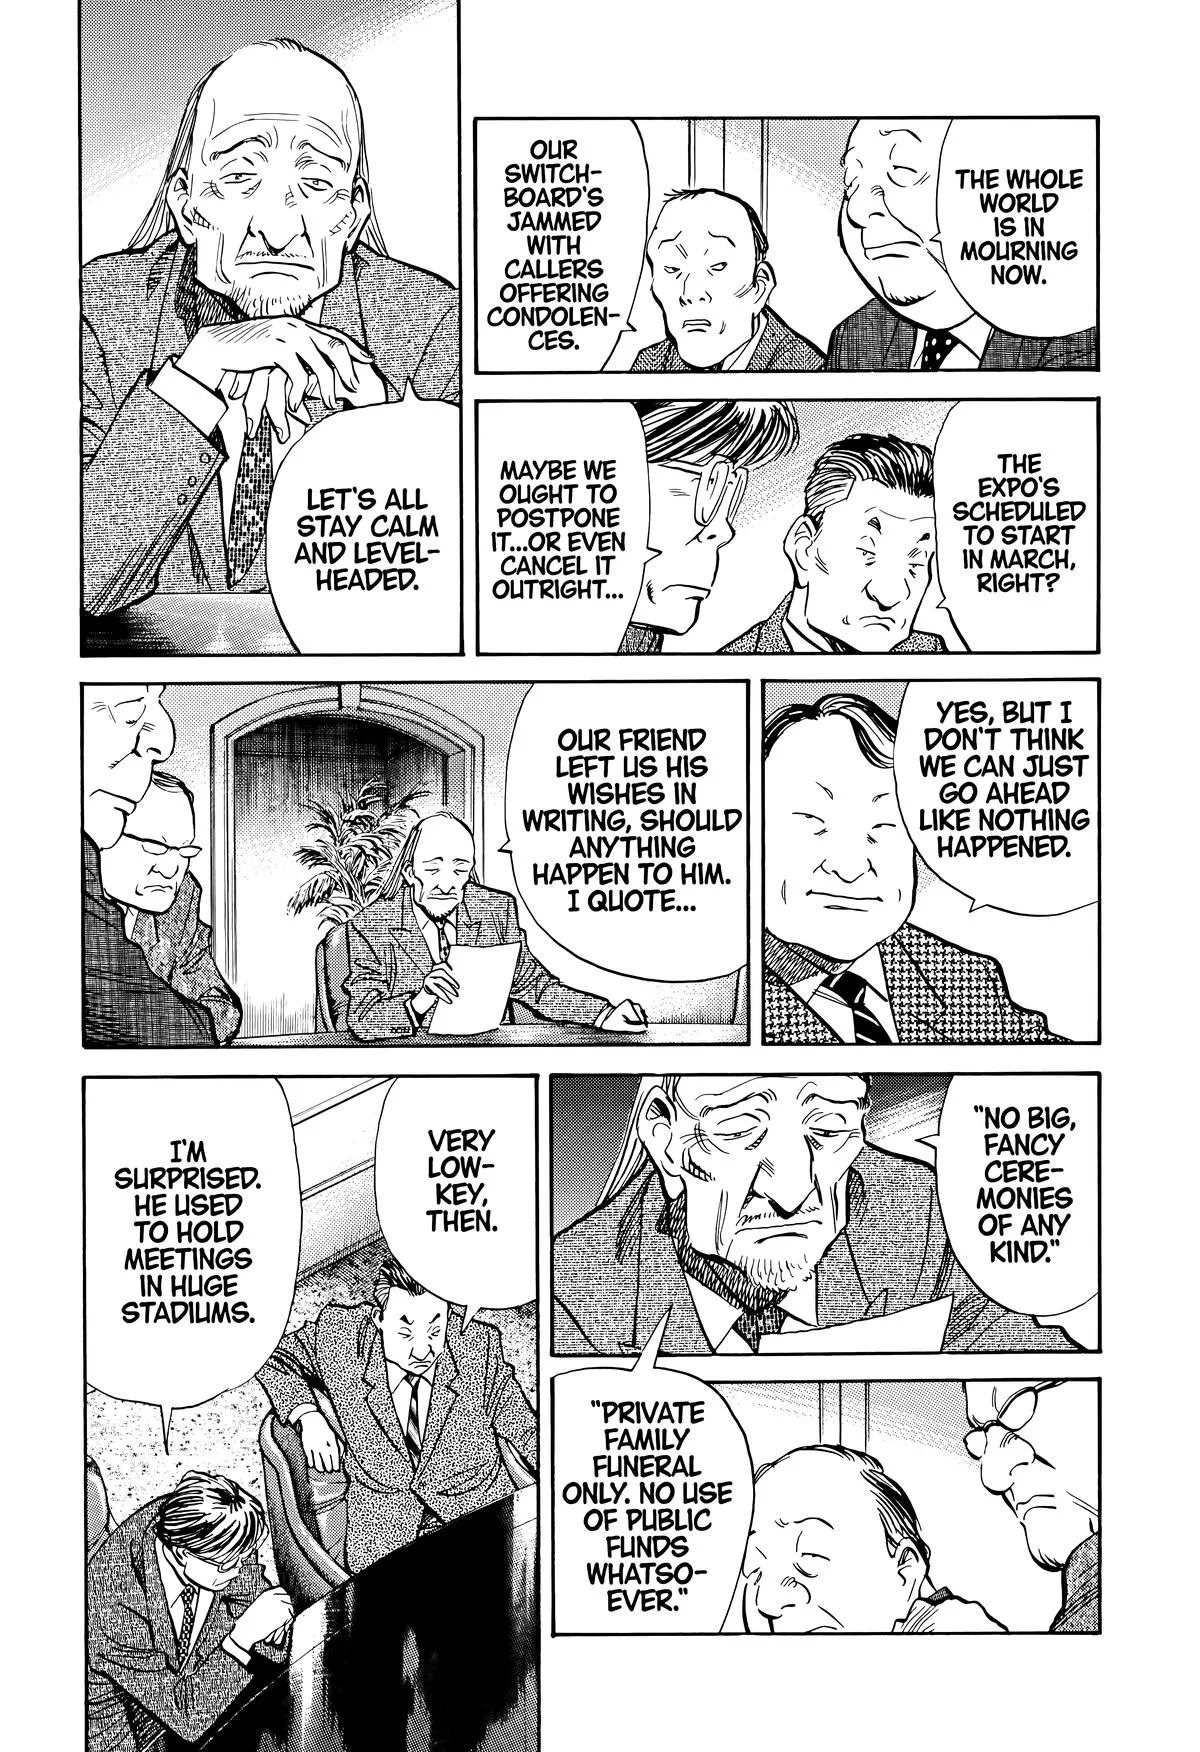 THE WHOLE
WORLD
IS IN
MOURNING
NOW.
OUR
SWITCH-
BOARD'S
JAMMED
WITH
CALLERS
OFFERING
CONDOLEN-
CES.
LET'S ALL
STAY CALM
AND LEVEL-
HEADED.
THE
EXPO'S
SCHEDULED
TO START
IN MARCH,
RIGHT?
MAYBE WE
OUGHT TO
POSTPONE
IT...OR EVEN
CANCEL IT
OUTRIGHT...
YES, BUT I
DON'T THINK
WE CAN JUST
GO AHEAD
LIKE NOTHING
HAPPENED.
OUR FRIEND
LEFT US HIS
WISHES IN
WRITING, SHOULD
ANYTHING
HAPPEN TO HIM.
I QUOTE...
"NO BIG,
FANCY
CERE-
MONIES
OF ANY
KIND."
"PRIVATE
FAMILY
FUNERAL
ONLY. NO USE
OF PUBLIC
FUNDS
WHATSO-
EVER."
VERY
LOW-
KEY,
THEN.
I'M
SURPRISED.
HE USED
TO HOLD
MEETINGS
IN HUGE
STADIUMS.